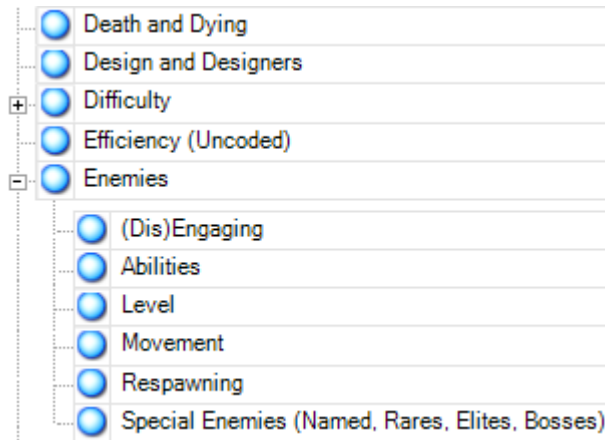 Death and Dying
Design and Designers
Difficulty
Efficiency (Uncoded)
Enemies
(Dis)Engaging
Abilities
Level
Movement
Respawning
Special Enemies (Named, Rares, Elites, Bosses)